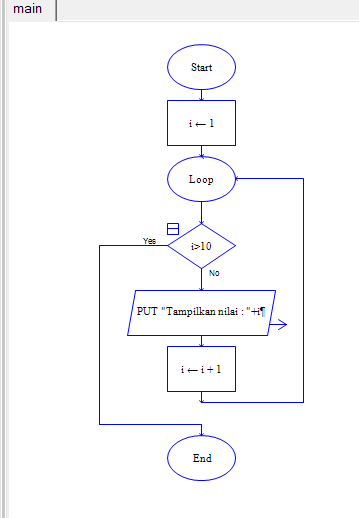 main
Start
i ← 1
Loop
Yes
i>10
No
PUT "Tampilkan nilai : "+i¶
i ← i + 1
End